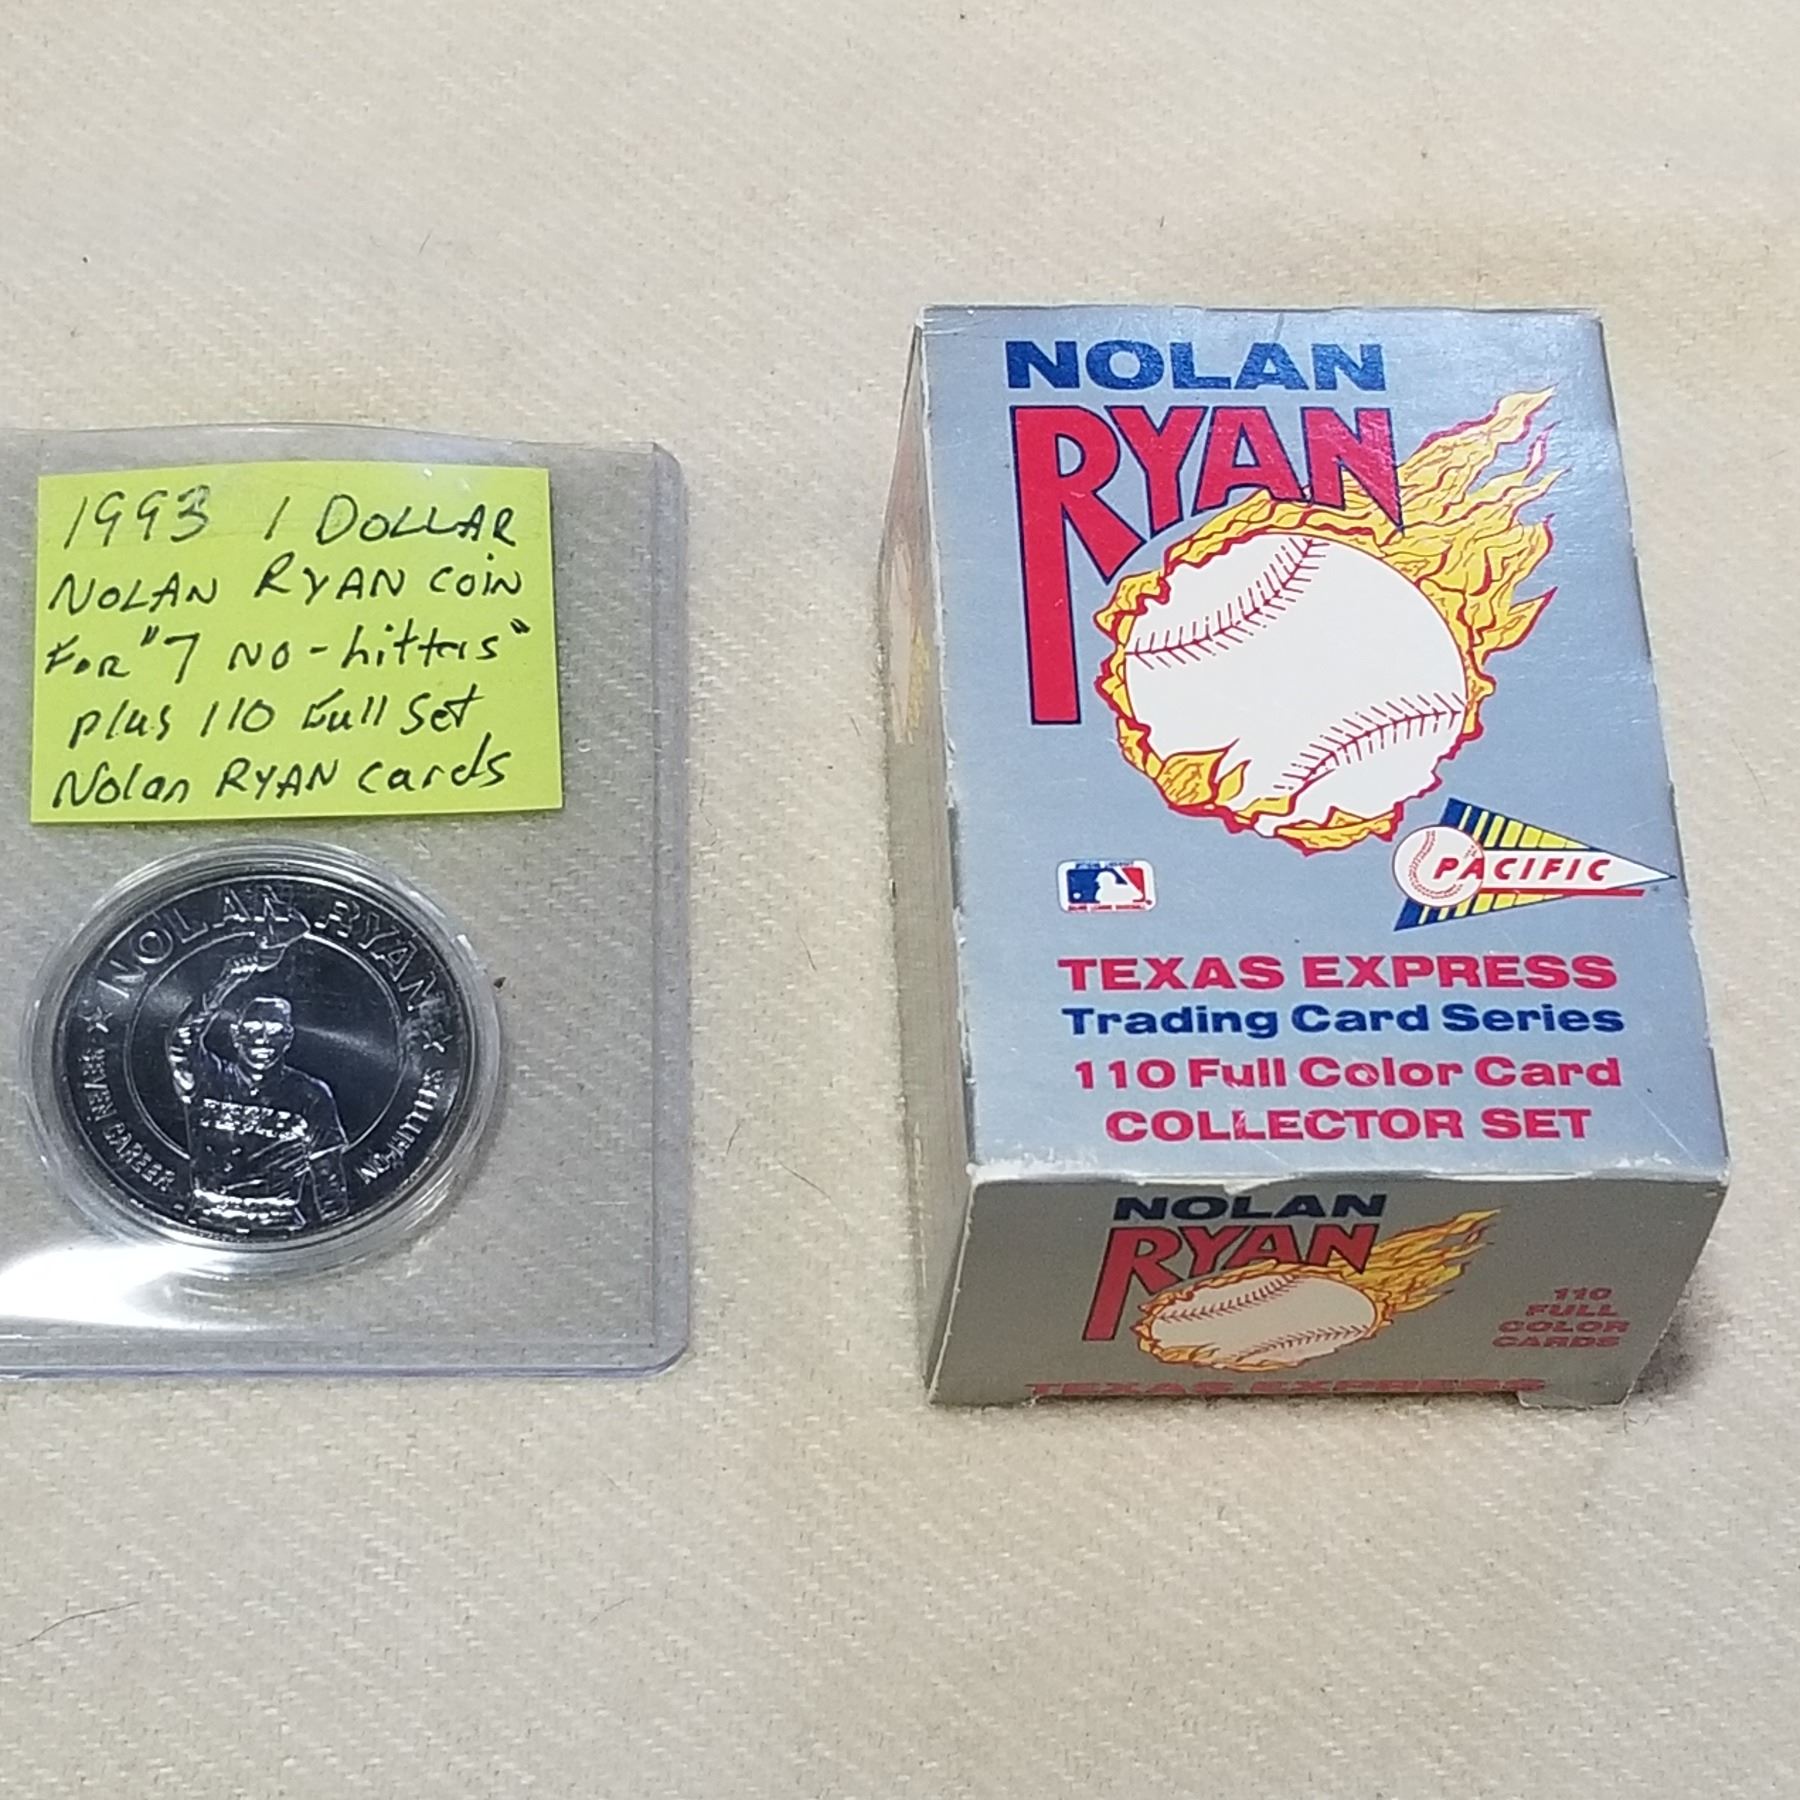 1993 1 DOLLAR
NOLAN RYAN COIN
FOR "7 NO-hitters"
plus 110 Full Set
Nolan RYAN cards
NOLAN RYAN
SEVEN CAREER
NO-HITTERS
NOLAN
RYAN
PACIFIC
TEXAS EXPRESS
Trading Card Series
110 Full Color Card
COLLECTOR SET
NOLAN
RYAN
110
FULL
COLOR
CARDS
TEXAS EXPRESS